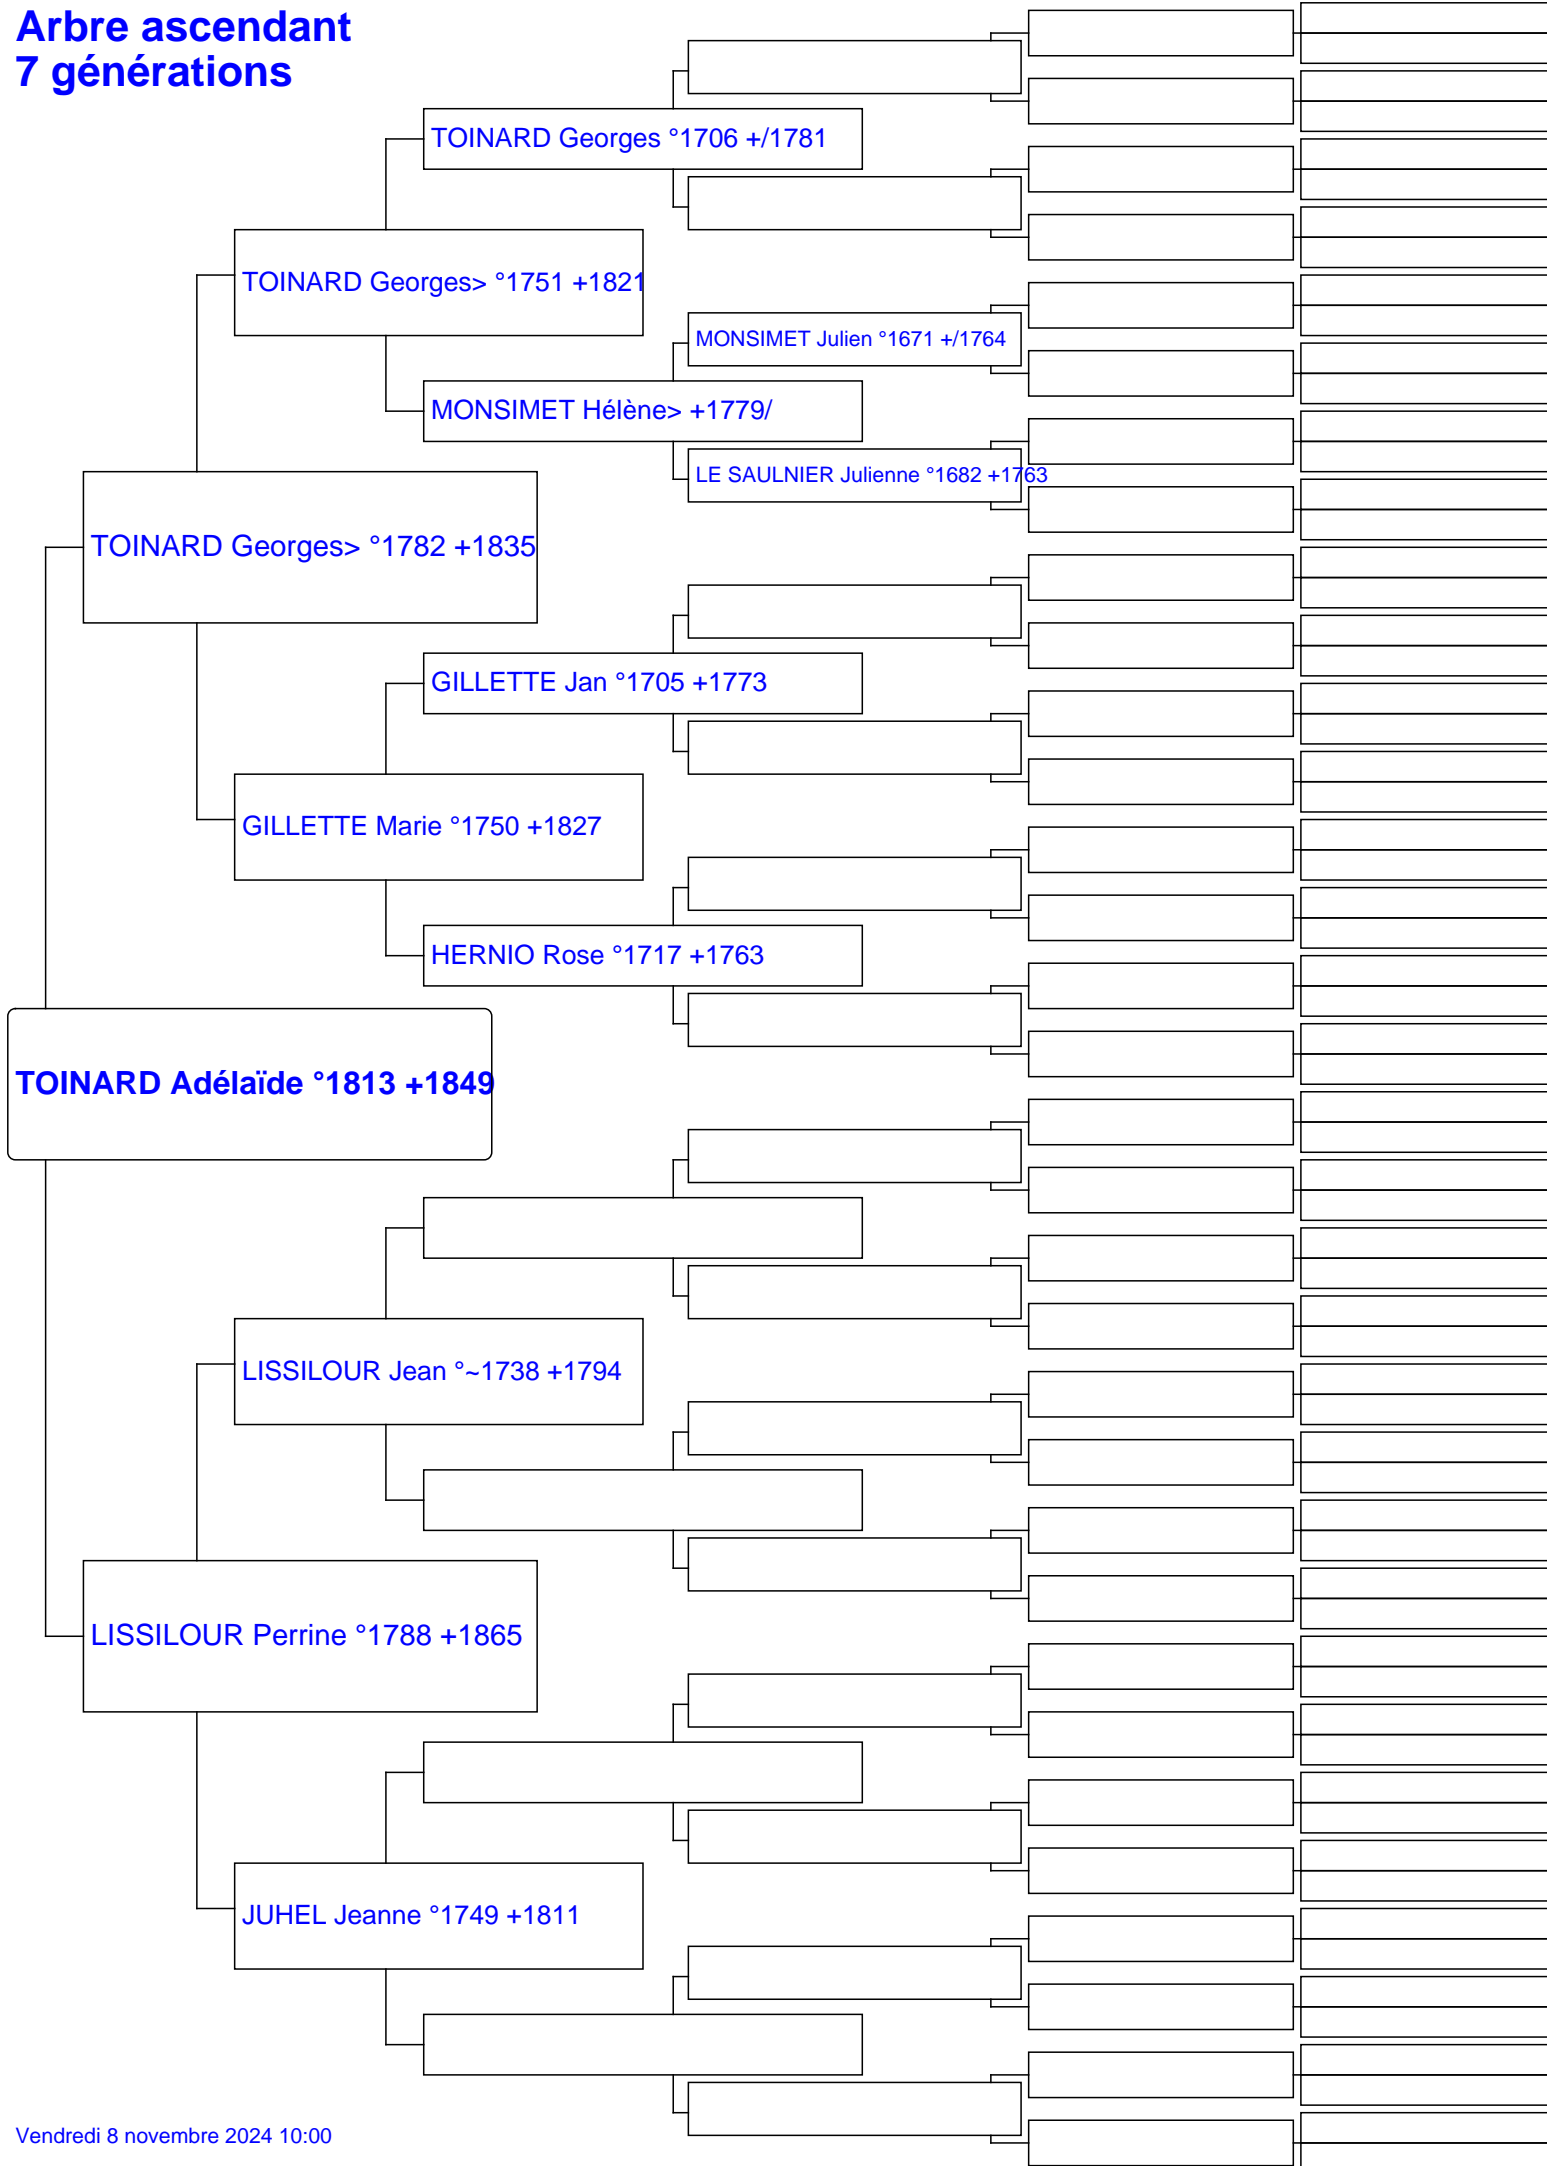 Arbre ascendant
7 générations
TOINARD Georges °1706 +/1781
TOINARD Georges> °1751 +1821
MONSIMET Julien °1671 +/1764
MONSIMET Hélène> +1779/
LE SAULNIER Julienne °1682 +1763
TOINARD Georges> °1782 +1835
GILLETTE Jan °1705 +1773
GILLETTE Marie °1750 +1827
HERNIO Rose °1717 +1763
TOINARD Adélaïde °1813 +1849
LISSILOUR Jean °~1738 +1794
LISSILOUR Perrine °1788 +1865
JUHEL Jeanne °1749 +1811
Vendredi 8 novembre 2024 10:00